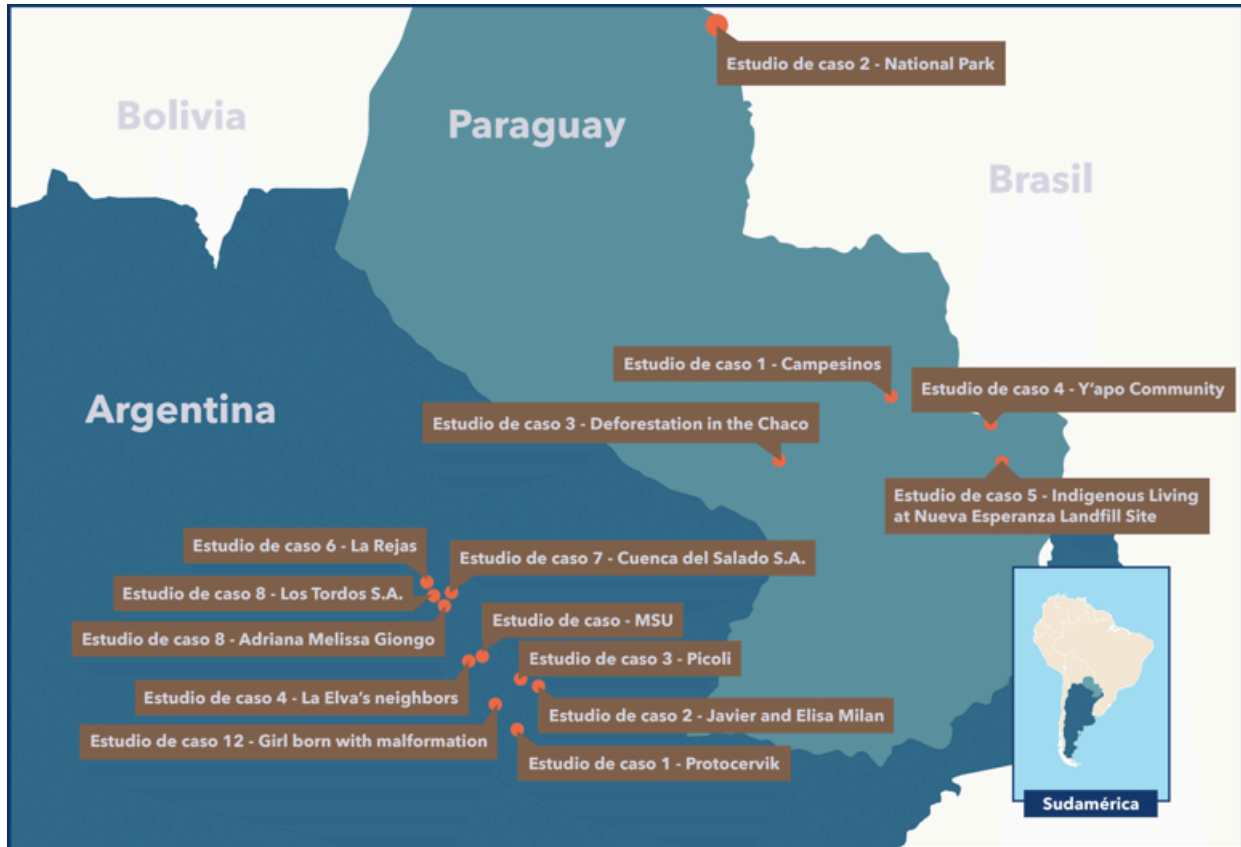 Estudio de caso 2 - National Park
Bolivia
Paraguay
Brasil
Estudio de caso 1 - Campesinos
Estudio de caso 4 - Y'apo Community
Argentina
Estudio de caso 3 - Deforestation in the Chaco
Estudio de caso 5 - Indigenous Living
at Nueva Esperanza Landfill Site
Estudio de caso 6 - La Rejas
Estudio de caso 7 - Cuenca del Salado S.A.
Estudio de caso 8 - Los Tordos S.A.
Estudio de caso 8 - Adriana Melissa Giongo
Estudio de caso - MSU
Estudio de caso 3 - Picoli
Estudio de caso 4 - La Elva's neighbors
Estudio de caso 2 - Javier and Elisa Milan
Estudio de caso 12 - Girl born with malformation
Estudio de caso 1 - Protocervik
Sudamérica